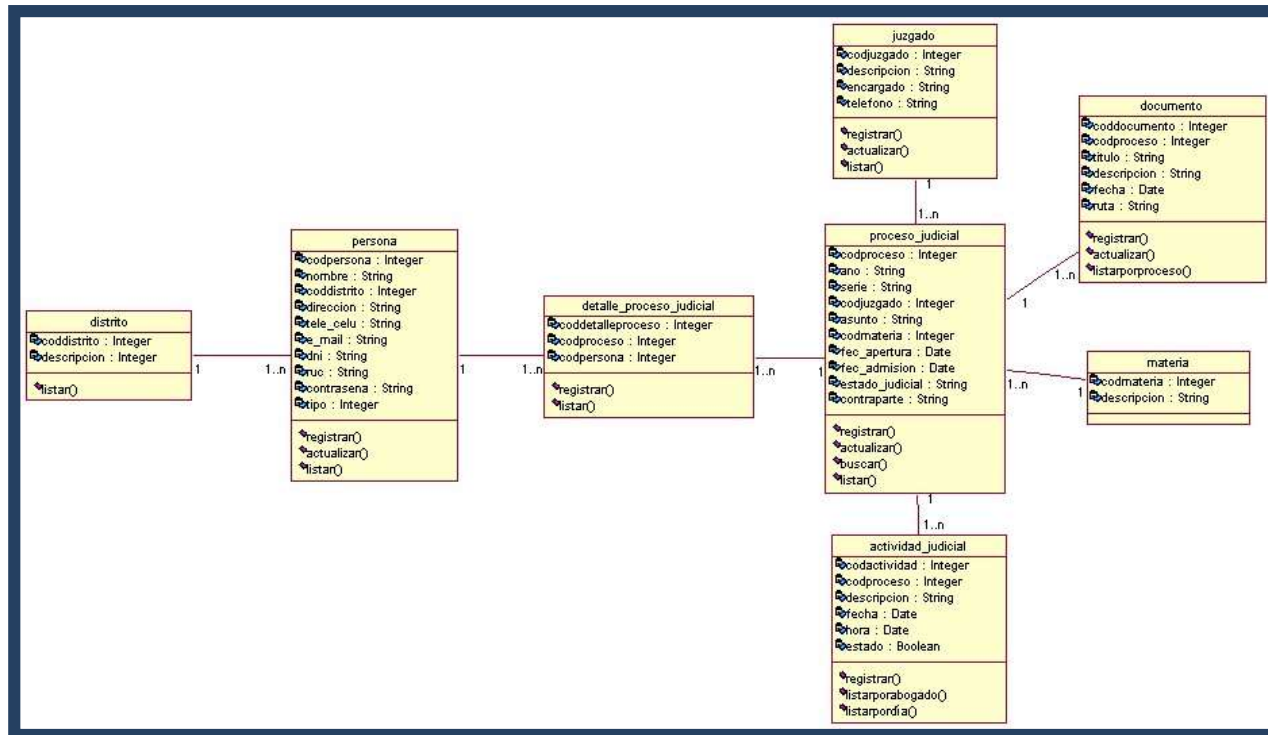 juzgado
codjuzgado : Integer
descripcion : String
encargado : String
telefono : String
registrar()
actualizar()
listar()
1
1..n
documento
coddocumento : Integer
codproceso : Integer
titulo : String
descripcion : String
fecha : Date
ruta : String
registrar()
actualizar()
listarporproceso()
1..n
1
persona
codpersona : Integer
nombre : String
coddistrito : Integer
direccion : String
tele_celu : String
e_mail : String
dni : String
ruc : String
contrasena : String
tipo : Integer
registrar()
actualizar()
listar()
proceso_judicial
codproceso : Integer
ano : String
serie : String
codjuzgado : Integer
asunto : String
codmateria : Integer
fec_apertura : Date
fec_admision : Date
estado_judicial : String
contraparte : String
registrar()
actualizar()
buscar()
listar()
distrito
coddistrito : Integer
descripcion : Integer
listar()
1
1..n
detalle_proceso_judicial
coddetalleproceso : Integer
codproceso : Integer
codpersona : Integer
registrar()
listar()
1
1..n
1..n
1
materia
codmateria : Integer
descripcion : String
1..n
1
1
1..n
actividad_judicial
codactividad : Integer
codproceso : Integer
descripcion : String
fecha : Date
hora : Date
estado : Boolean
registrar()
listarporabogado()
listarpordía()